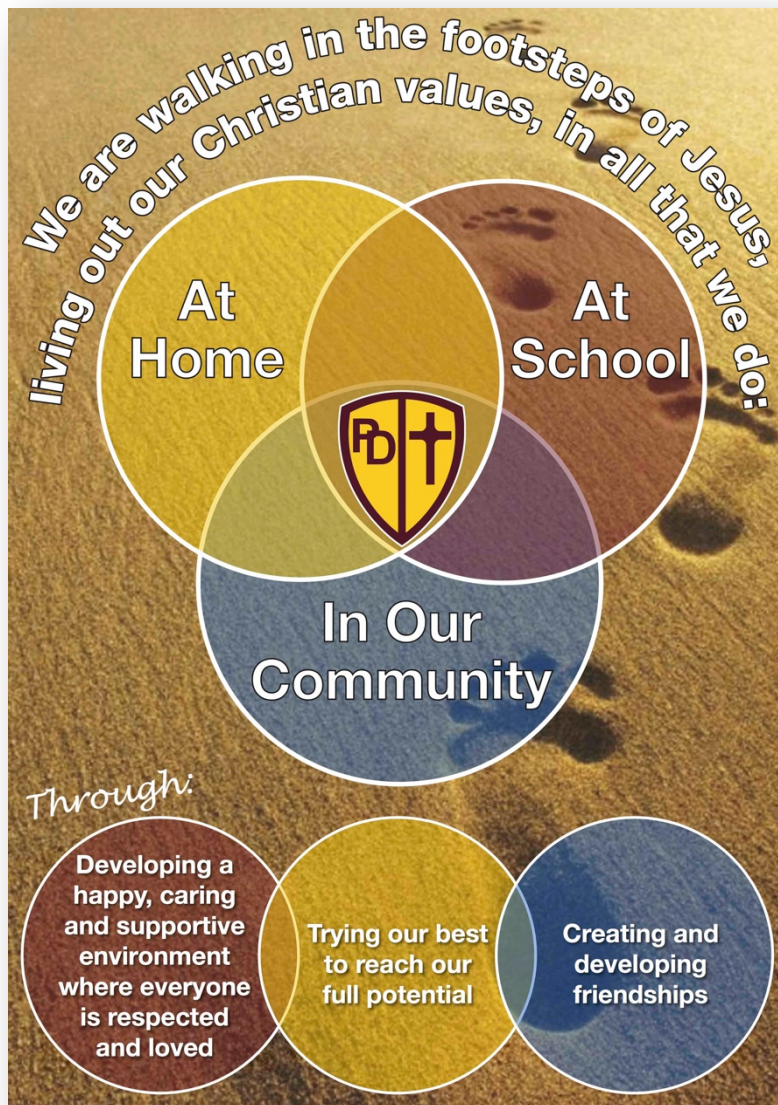 We are walking in the footsteps of Jesus,
living out our Christian values, in all that we do:
At
Home
At
School
PD
In Our
Community
Through:
Developing a
happy, caring
and supportive
environment
where everyone
is respected
and loved
Trying our best
to reach our
full potential
Creating and
developing
friendships